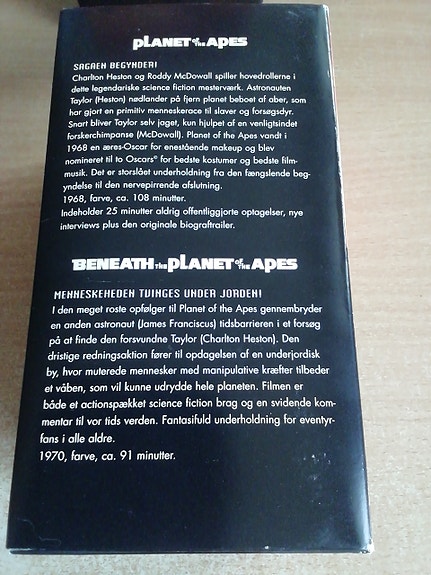 PLANET OF THE APES
SAGAEN BEGYNDER!
Charlton Heston og Roddy McDowall spiller hovedrollerne i
dette legendariske science fiction mesterværk. Astronauten
Taylor (Heston) nødlander på fjern planet beboet af aber, som
har gjort en primitiv menneskerace til slaver og forsøgsdyr.
Snart bliver Taylor selv jaget, kun hjulpet af en venligtsindet
forskerchimpanse (McDowall). Planet of the Apes vandt i
1968 en æres-Oscar for enestående makeup og blev
nomineret til to Oscars® for bedste kostumer og bedste film-
musik. Det er storslået underholdning fra den fængslende beg-
yndelse til den nervepirrende afslutning.
1968, farve, ca. 108 minutter.
Indeholder 25 minutter aldrig offentliggjorte optagelser, nye
interviews plus den originale biograftrailer.
BENEATH THE PLANET OF THE APES
MENNESKEHEDEN TVINGES UNDER JORDEN!
I den meget roste opfølger til Planet of the Apes gennembryder
en anden astronaut (James Franciscus) tidsbarrieren i et forsøg
på at finde den forsvundne Taylor (Charlton Heston). Den
dristige redningsaktion fører til opdagelsen af en underjordisk
by, hvor muterede mennesker med manipulative kræfter tilbeder
et våben, som vil kunne udrydde hele planeten. Filmen er
både et actionspækket science fiction brag og en svidende kom-
mentar til vor tids verden. Fantasifuld underholdning for eventyr-
fans i alle aldre.
1970, farve, ca. 91 minutter.